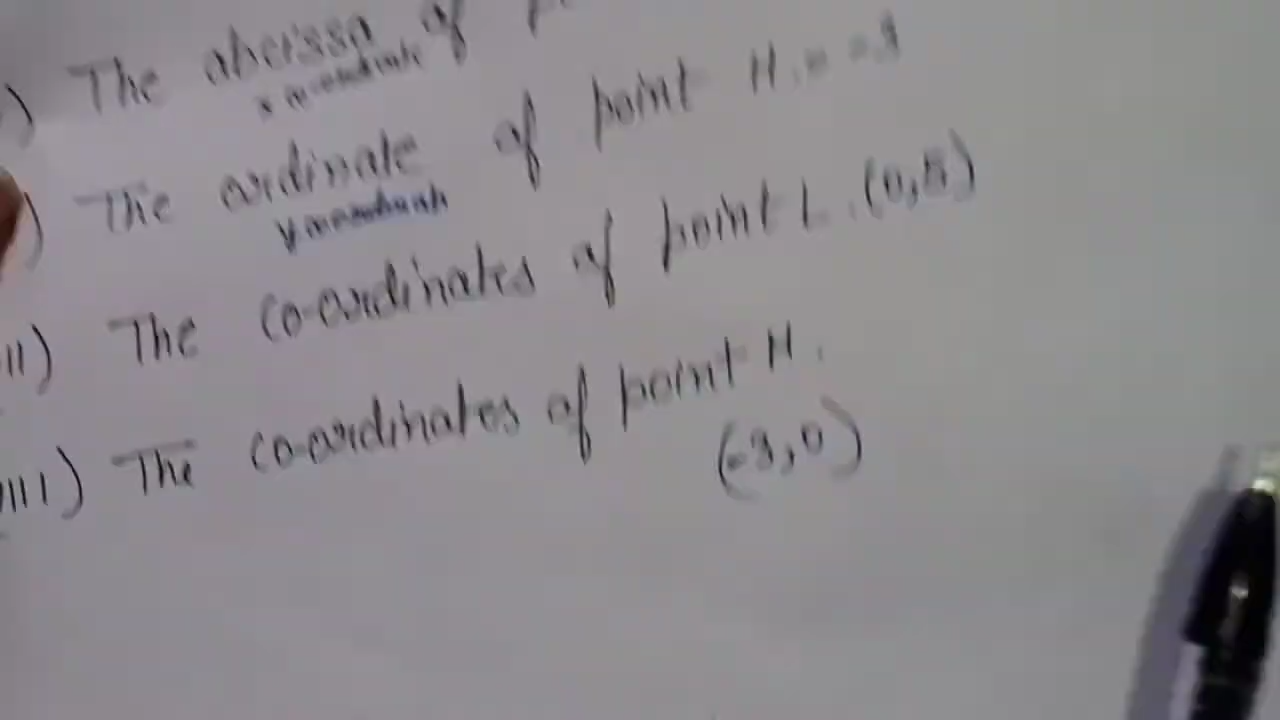 ) The abcissa of
x coordinate
) The ordinate of point H. = -3
y coordinate
ii) The co-ordinates of point L. (0,5)
iii) The co-ordinates of point M.
(-3,0)